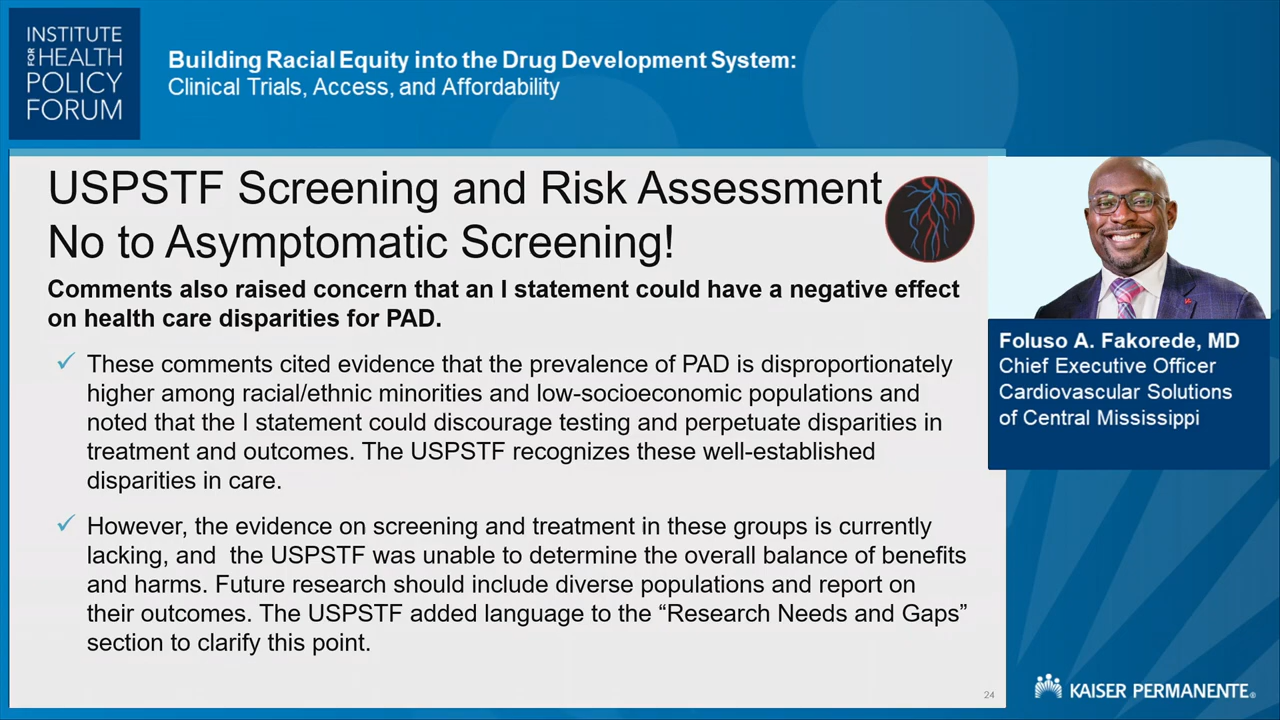 INSTITUTE
FOR HEALTH
POLICY
FORUM
Building Racial Equity into the Drug Development System:
Clinical Trials, Access, and Affordability
USPSTF Screening and Risk Assessment
No to Asymptomatic Screening!
Comments also raised concern that an I statement could have a negative effect
on health care disparities for PAD.
✓ These comments cited evidence that the prevalence of PAD is disproportionately
higher among racial/ethnic minorities and low-socioeconomic populations and
noted that the I statement could discourage testing and perpetuate disparities in
treatment and outcomes. The USPSTF recognizes these well-established
disparities in care.
✓ However, the evidence on screening and treatment in these groups is currently
lacking, and  the USPSTF was unable to determine the overall balance of benefits
and harms. Future research should include diverse populations and report on
their outcomes. The USPSTF added language to the “Research Needs and Gaps”
section to clarify this point.
24
Foluso A. Fakorede, MD
Chief Executive Officer
Cardiovascular Solutions
of Central Mississippi
KAISER PERMANENTE®